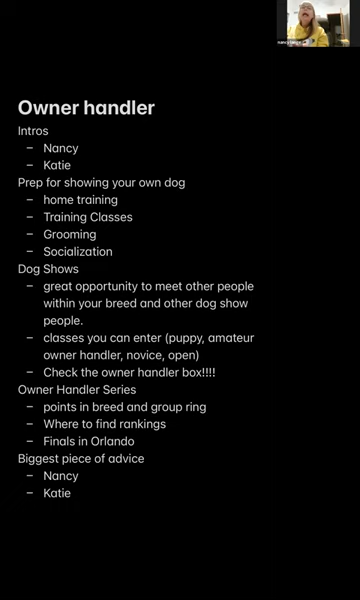 Owner handler
Intros
– Nancy
– Katie
Prep for showing your own dog
– home training
– Training Classes
– Grooming
– Socialization
Dog Shows
– great opportunity to meet other people
within your breed and other dog show
people.
– classes you can enter (puppy, amateur
owner handler, novice, open)
– Check the owner handler box!!!!
Owner Handler Series
– points in breed and group ring
– Where to find rankings
– Finals in Orlando
Biggest piece of advice
– Nancy
– Katie